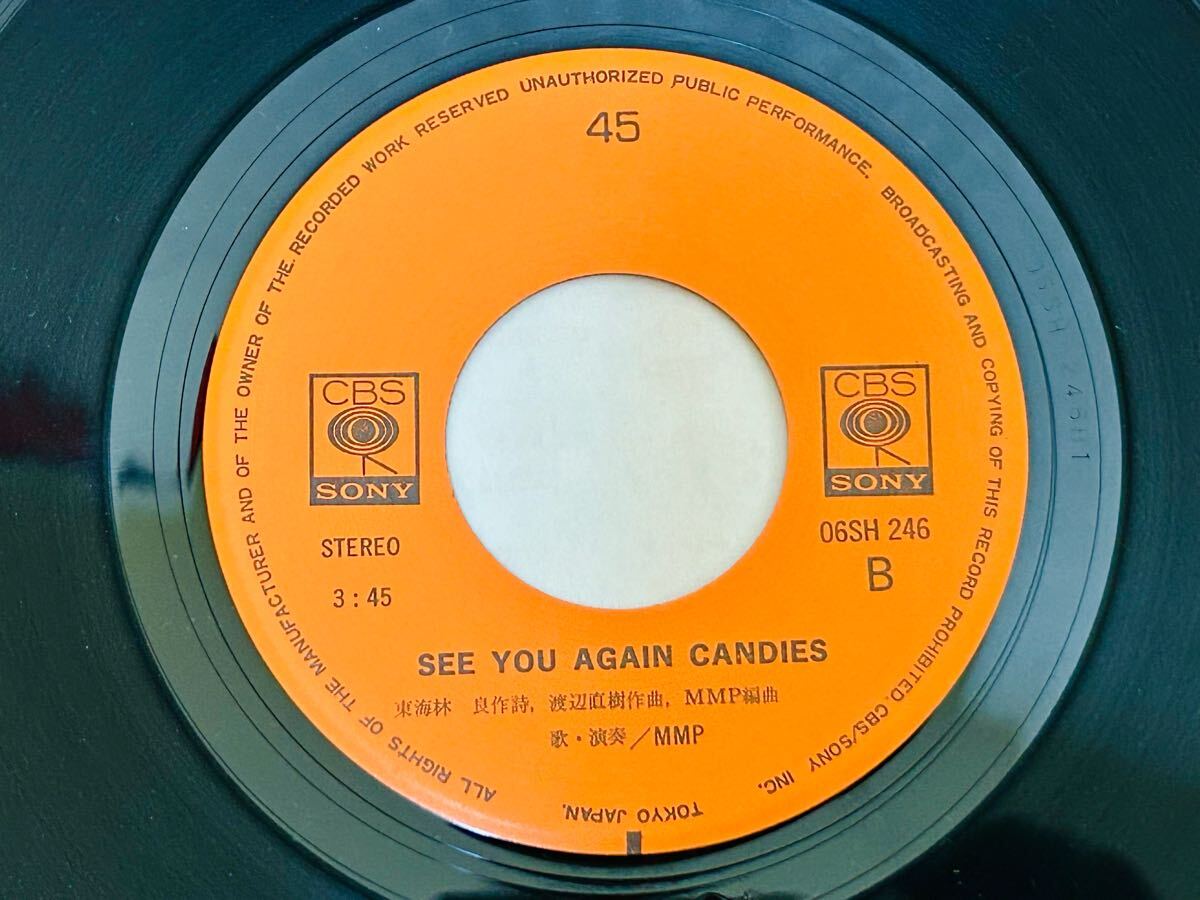 ALL RIGHTS OF THE MANUFACTURER AND OF THE OWNER OF THE. RECORDED WORK RESERVED UNAUTHORIZED PUBLIC PERFORMANCE. BROADCASTING AND COPYING OF THIS RECORD PROHIBITED. CBS/SONY INC.
TOKYO JAPAN.
45
CBS
SONY
STEREO
3:45
CBS
SONY
06SH 246
B
SEE YOU AGAIN CANDIES
東海林 良作詩, 渡辺直樹作曲, MMP編曲
歌・演奏/MMP